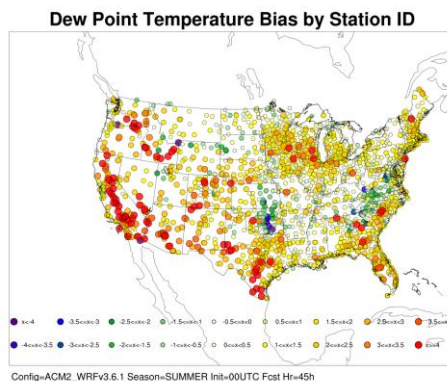 Dew Point Temperature Bias by Station ID
x<-4 -3.5<x<-3 -2.5<x<-2 -1.5<x<-1 -0.5<x<0 0.5<x<1 1.5<x<2 2.5<x<3 3.5<x
-4<x<-3.5 -3<x<-2.5 -2<x<-1.5 -1<x<-0.5 0<x<0.5 1<x<1.5 2<x<2.5 3<x<3.5
Config=ACM2_WRFv3.6.1 Season=SUMMER Init=00UTC Fcst Hr=45h